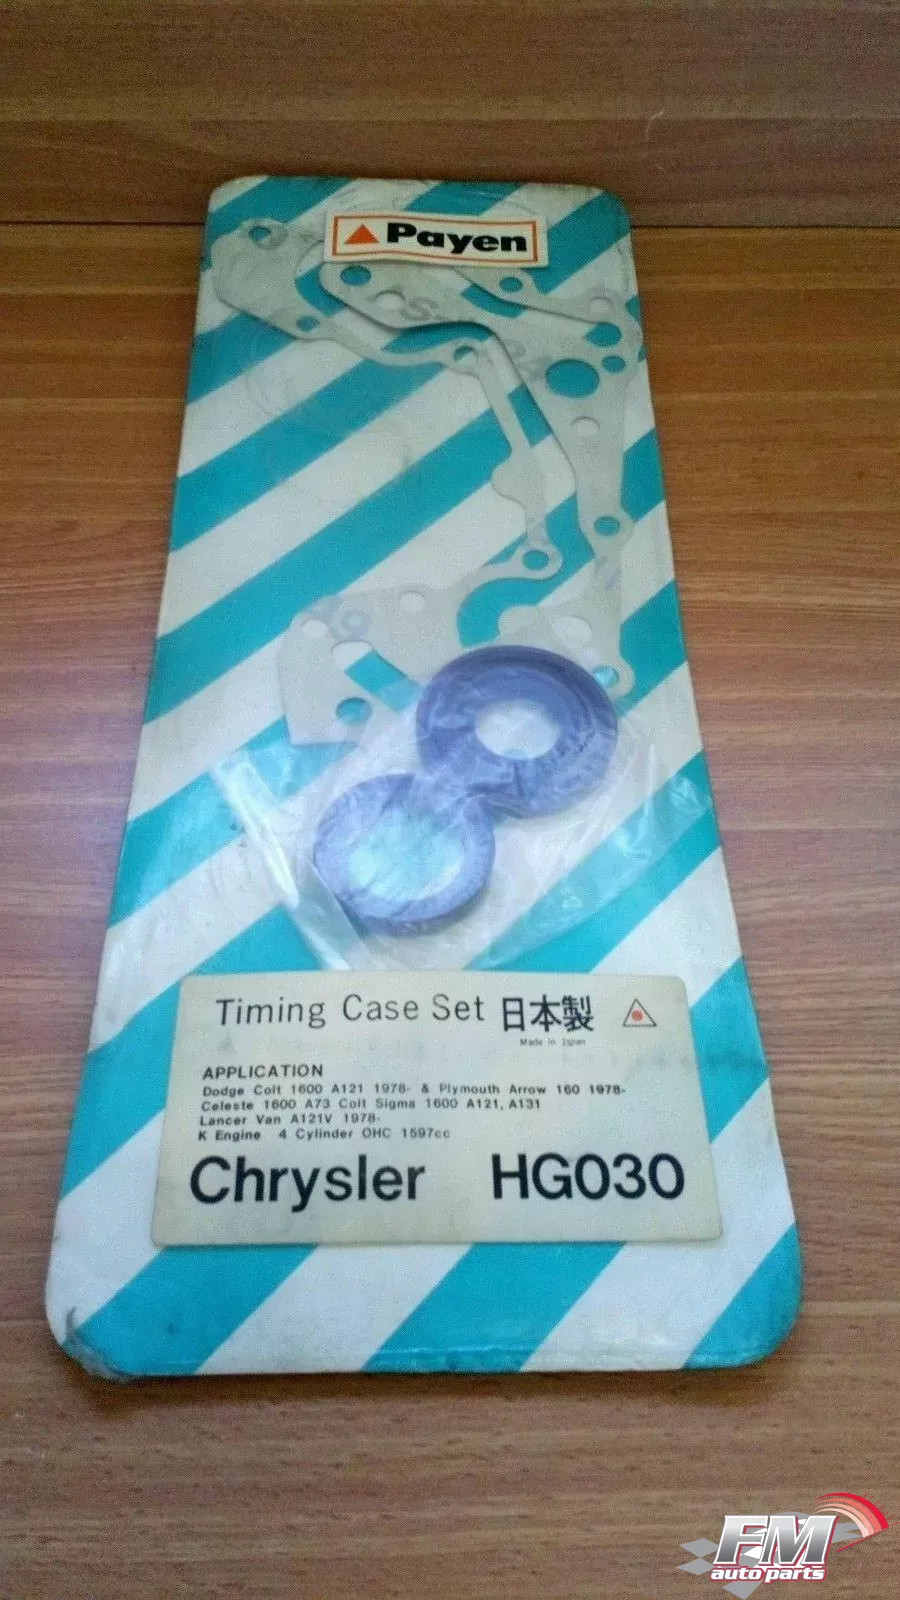 Payen
Timing Case Set 日本製
Made in Japan
APPLICATION
Dodge Colt 1600 A121 1978- & Plymouth Arrow 160 1978-
Celeste 1600 A73 Colt Sigma 1600 A121, A131
Lancer Van A121V 1978-
K Engine 4 Cylinder OHC 1597cc
Chrysler HG030
FM
auto parts